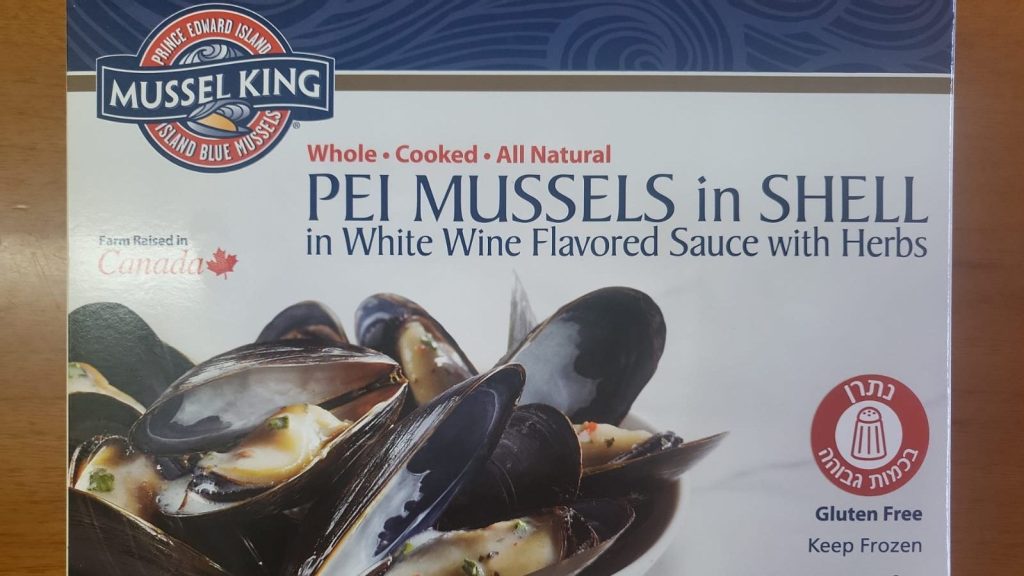 PRINCE EDWARD ISLAND
MUSSEL KING
ISLAND BLUE MUSSELS
®
Whole • Cooked • All Natural
PEI MUSSELS in SHELL
in White Wine Flavored Sauce with Herbs
Farm Raised in
Canada
נתרן
בכמות גבוהה
Gluten Free
Keep Frozen